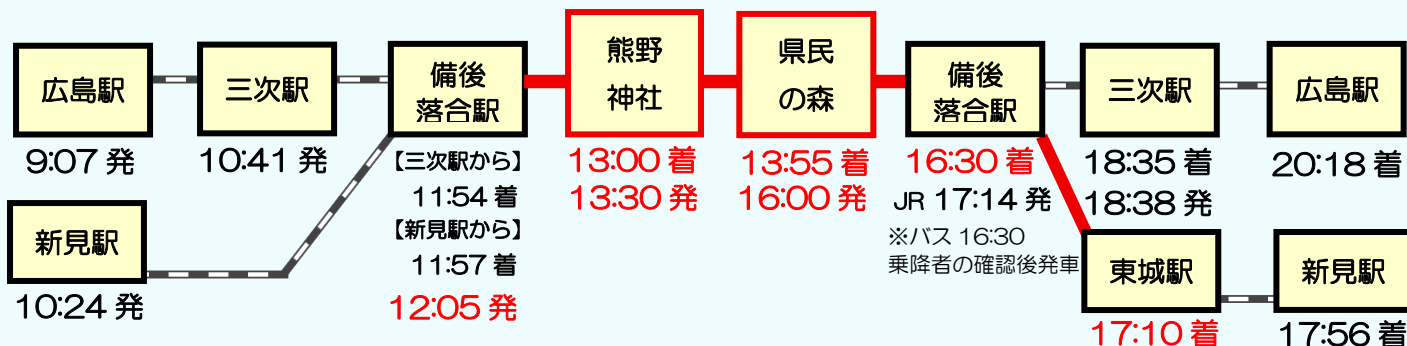 広島駅
9:07 発
三次駅
10:41 発
新見駅
10:24 発
備後
落合駅
【三次駅から】
11:54 着
【新見駅から】
11:57 着
12:05 発
熊野
神社
13:00 着
13:30 発
県民
の森
13:55 着
16:00 発
備後
落合駅
16:30 着
JR 17:14 発
※バス 16:30
乗降者の確認後発車
三次駅
18:35 着
18:38 発
広島駅
20:18 着
東城駅
17:10 着
新見駅
17:56 着